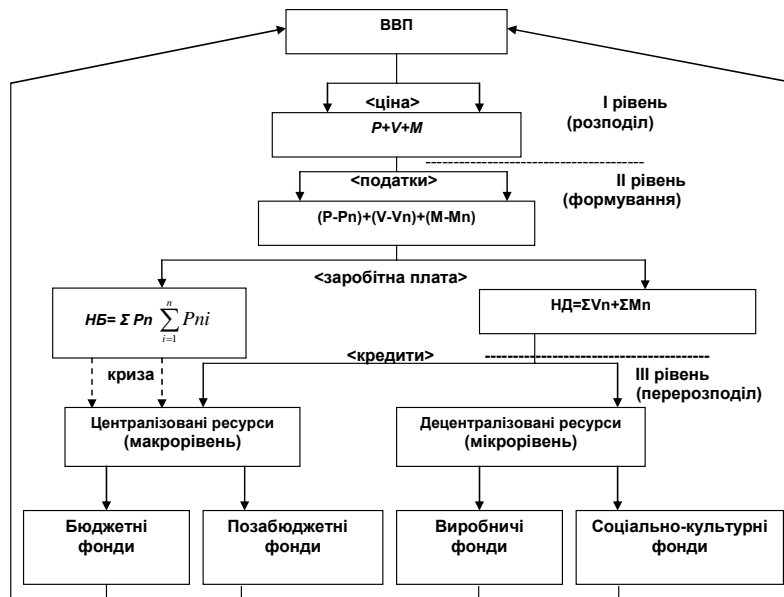 ВВП
<ціна>
І рівень
(розподіл)
P+V+M
<податки>
ІІ рівень
(формування)
(P-Pn)+(V-Vn)+(M-Mn)
<заробітна плата>
НБ= Σ Pn \sum_{i=1}^{n} Pni
НД=ΣVn+ΣMn
<кредити>
криза
ІІІ рівень
(перерозподіл)
Централізовані ресурси
(макрорівень)
Децентралізовані ресурси
(мікрорівень)
Бюджетні
фонди
Позабюджетні
фонди
Виробничі
фонди
Соціально-культурні
фонди